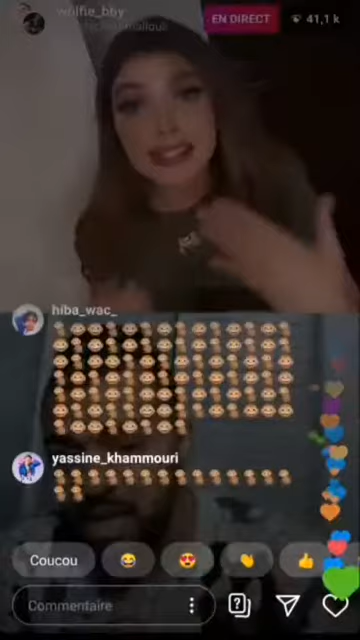 wolfie_bby
EN DIRECT
41,1 k
hiba_wac_
yassine_khammouri
Coucou
Commentaire